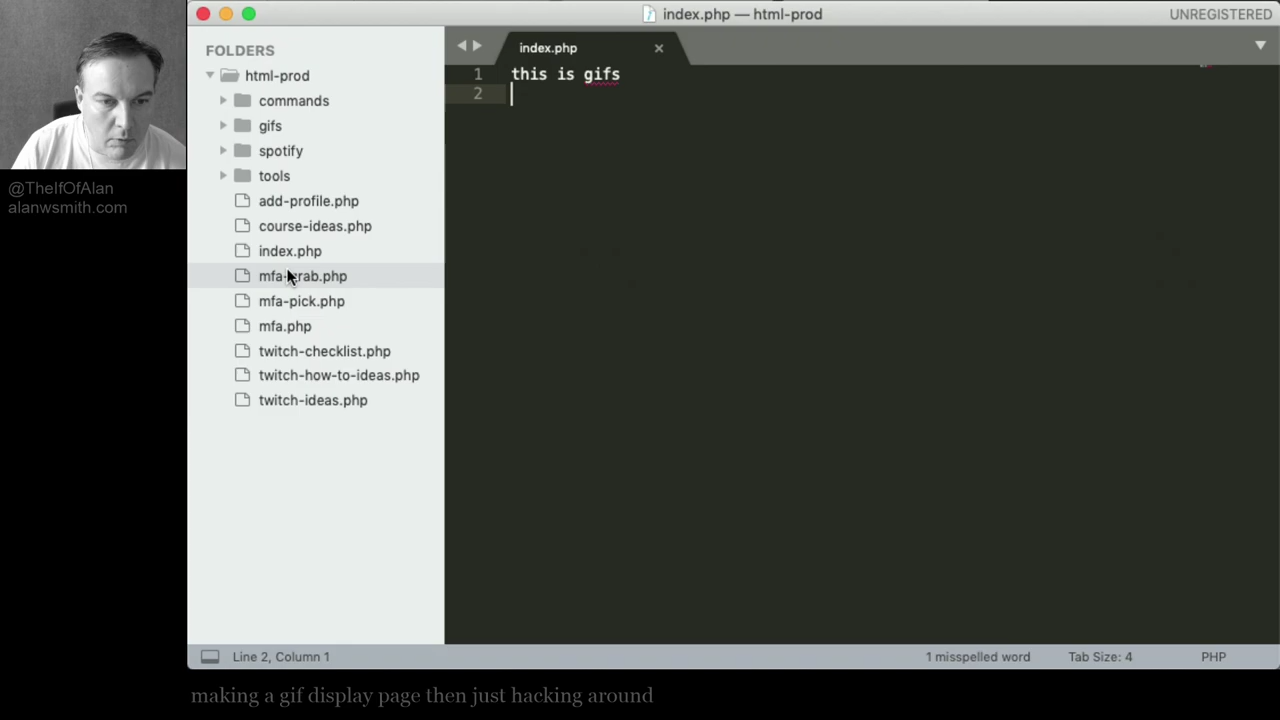 index.php — html-prod
UNREGISTERED
FOLDERS
html-prod
commands
gifs
spotify
tools
add-profile.php
course-ideas.php
index.php
mfa-pick.php
mfa.php
twitch-checklist.php
twitch-how-to-ideas.php
twitch-ideas.php
index.php
1 this is gifs
2
Line 2, Column 1
1 misspelled word
Tab Size: 4
PHP
@TheIfOfAlan
alanwsmith.com
making a gif display page then just hacking around